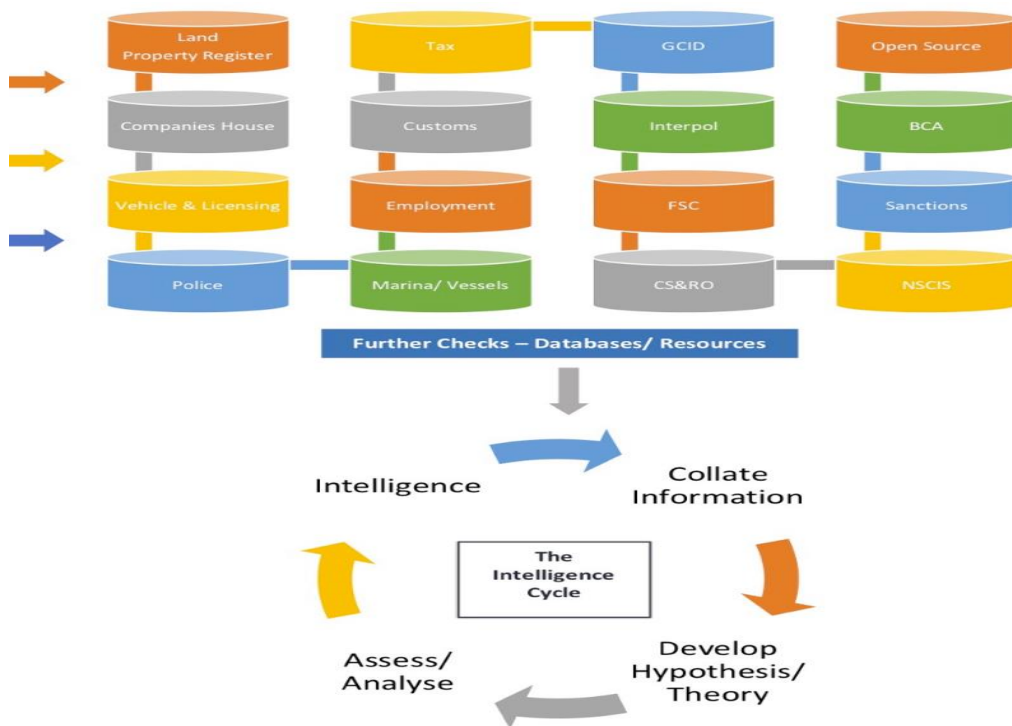 Land
Property Register
Tax
GCID
Open Source
Companies House
Customs
Interpol
BCA
Vehicle & Licensing
Employment
FSC
Sanctions
Police
Marina/ Vessels
CS&RO
NSCIS
Further Checks – Databases/ Resources
Intelligence
Collate
Information
The
Intelligence
Cycle
Develop
Hypothesis/
Theory
Assess/
Analyse